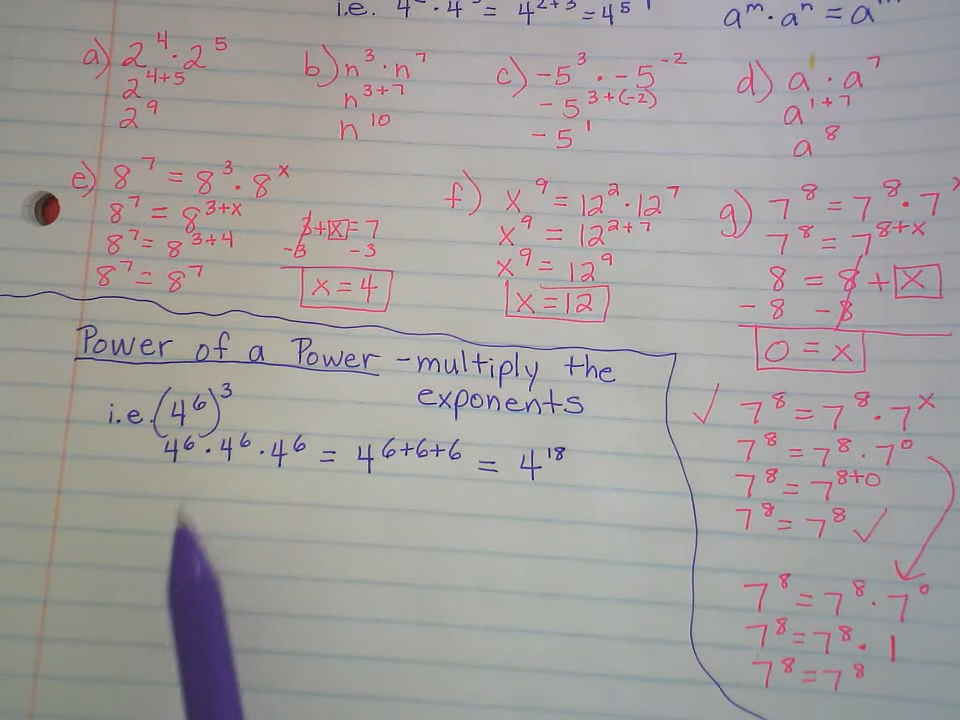 i.e. 4² · 4³ = 4²⁺³ = 4⁵
aᵐ · aⁿ = a
a) 2⁴ · 2⁵
2⁴⁺⁵
2⁹
b) n³ · n⁷
n³⁺⁷
n¹⁰
c) -5³ · -5⁻²
-5³⁺⁽⁻²⁾
-5¹
d) a¹ · a⁷
a¹⁺⁷
a⁸
e) 8⁷ = 8³ · 8ˣ
8⁷ = 8³⁺ˣ
8⁷ = 8³⁺⁴
8⁷ = 8⁷
3+x = 7
-3 -3
x = 4
f) x⁹ = 12² · 12⁷
x⁹ = 12²⁺⁷
x⁹ = 12⁹
x = 12
g) 7⁸ = 7⁸ · 7ˣ
7⁸ = 7⁸⁺ˣ
8 = 8 + x
-8 -8
0 = x
✓ 7⁸ = 7⁸ · 7ˣ
7⁸ = 7⁸ · 7⁰
7⁸ = 7⁸⁺⁰
7⁸ = 7⁸ ✓
7⁸ = 7⁸ · 7⁰
7⁸ = 7⁸ · 1
7⁸ = 7⁸
Power of a Power - multiply the
exponents
i.e. (4⁶)³
4⁶ · 4⁶ · 4⁶ = 4⁶⁺⁶⁺⁶ = 4¹⁸